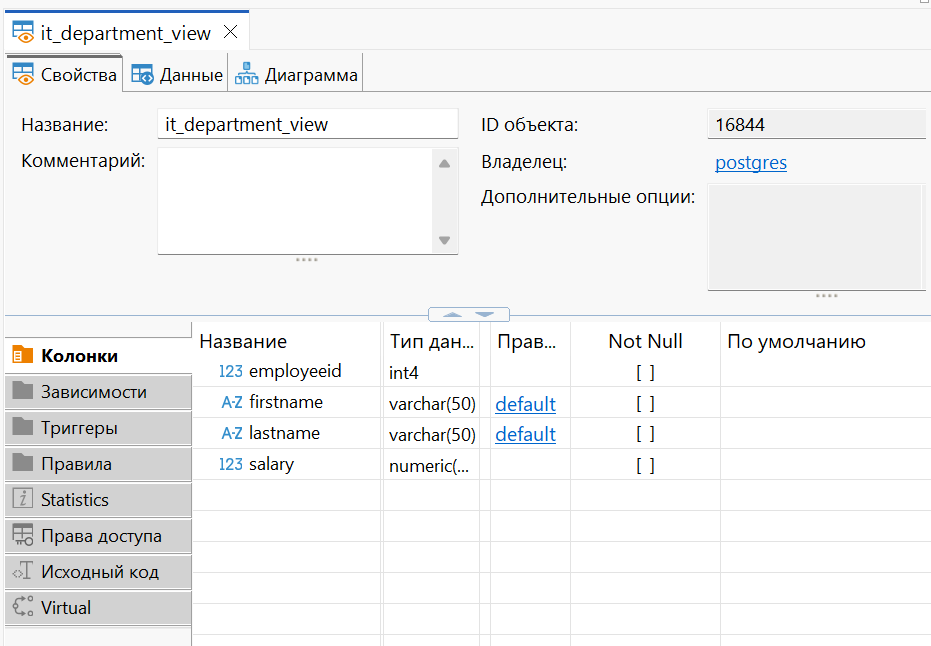 it_department_view
Свойства Данные Диаграмма
Название: it_department_view ID объекта: 16844
Комментарий: Владелец: postgres
Дополнительные опции:
Колонки
Зависимости
Триггеры
Правила
Statistics
Права доступа
Исходный код
Virtual
Название Тип дан... Прав... Not Null По умолчанию
123 employeeid int4 [ ]
A-Z firstname varchar(50) default [ ]
A-Z lastname varchar(50) default [ ]
123 salary numeric(... [ ]